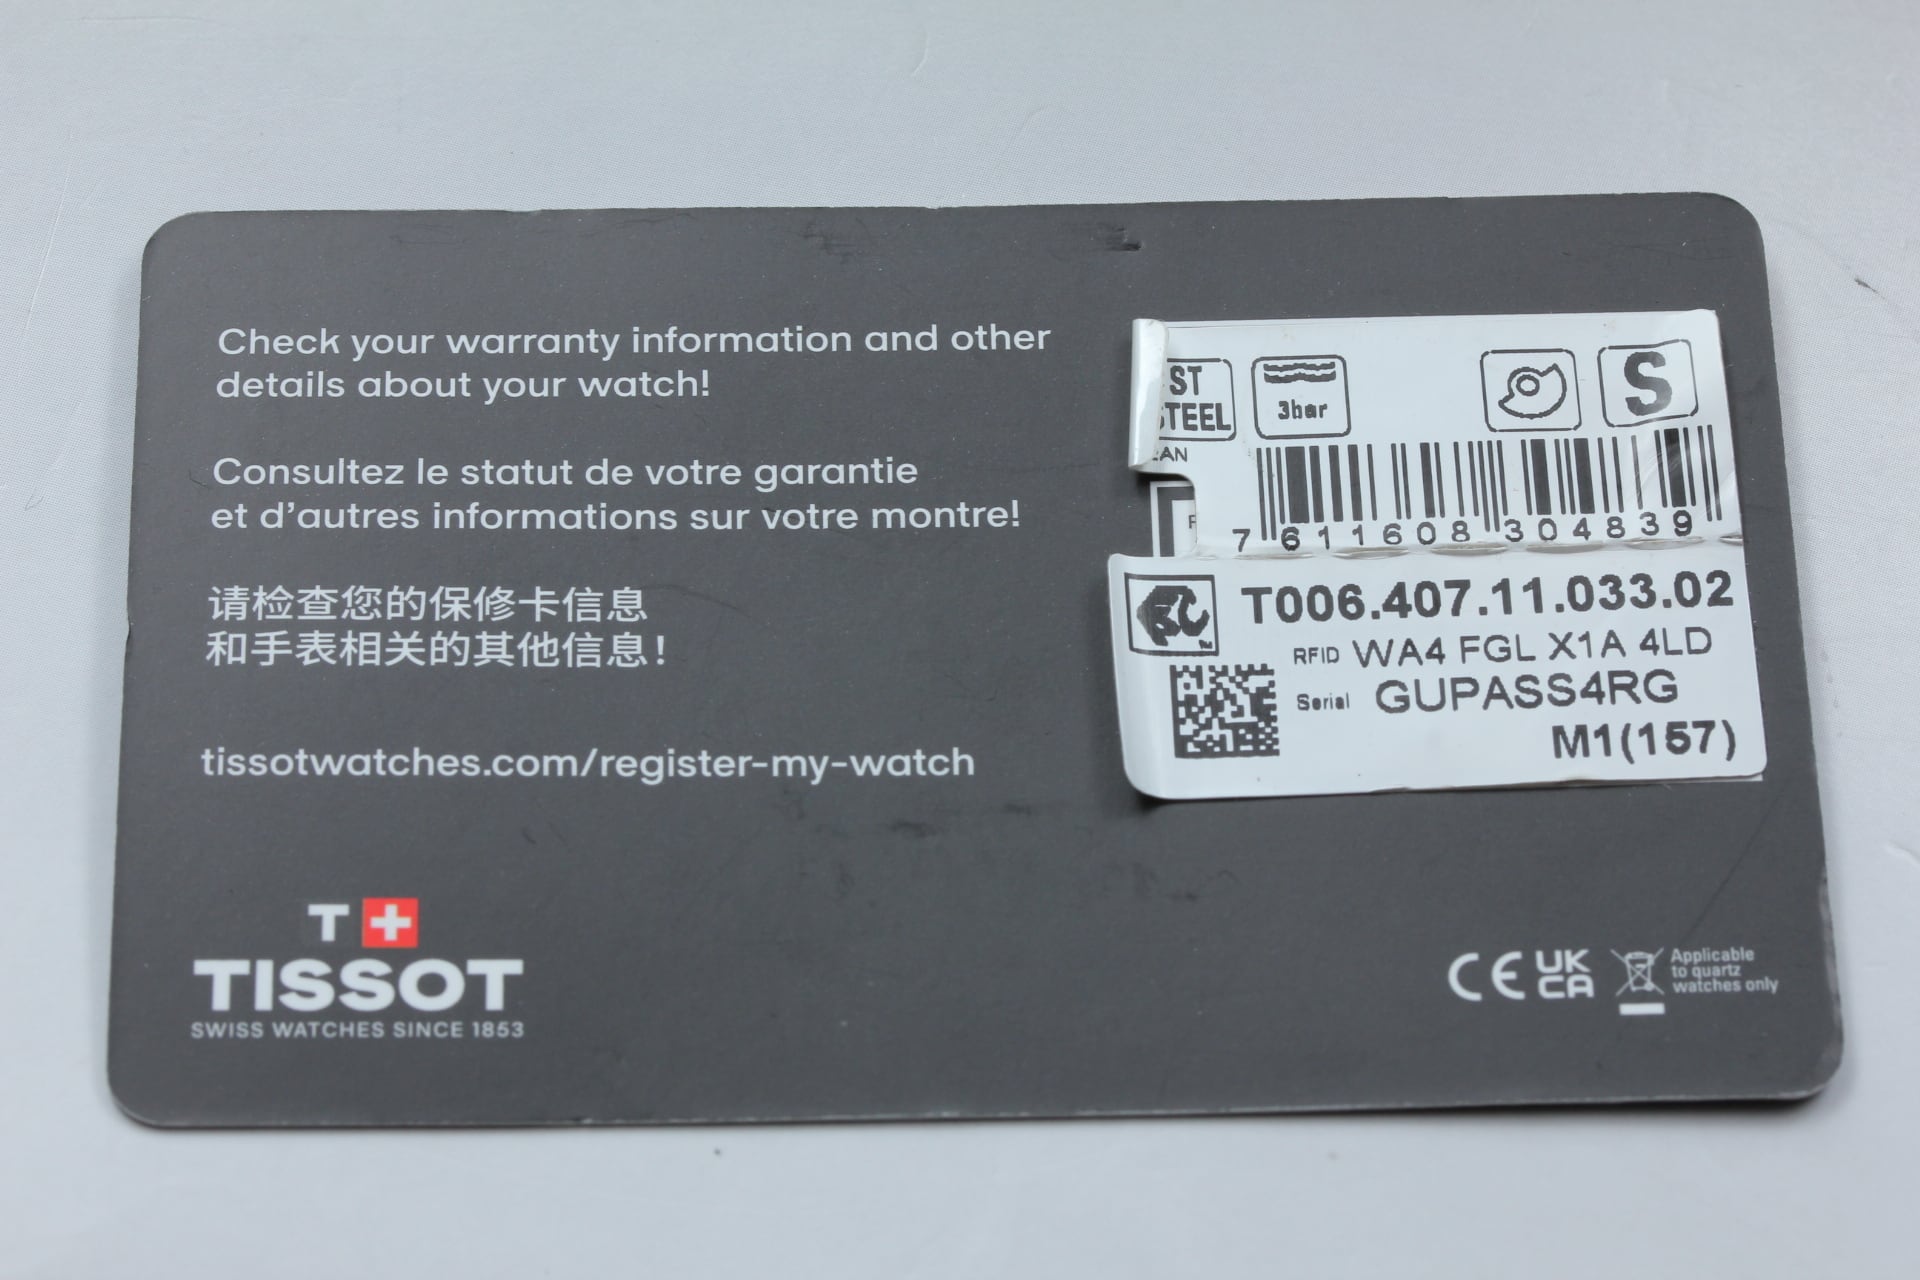 Check your warranty information and other
details about your watch!
Consultez le statut de votre garantie
et d'autres informations sur votre montre!
请检查您的保修卡信息
和手表相关的其他信息!
tissotwatches.com/register-my-watch
T+
TISSOT
SWISS WATCHES SINCE 1853
ST
STEEL
3bar
S
EAN
7 611608 304839
T006.407.11.033.02
RFID WA4 FGL X1A 4LD
Serial GUPASS4RG
M1(157)
CE UK
CA
Applicable
to quartz
watches only